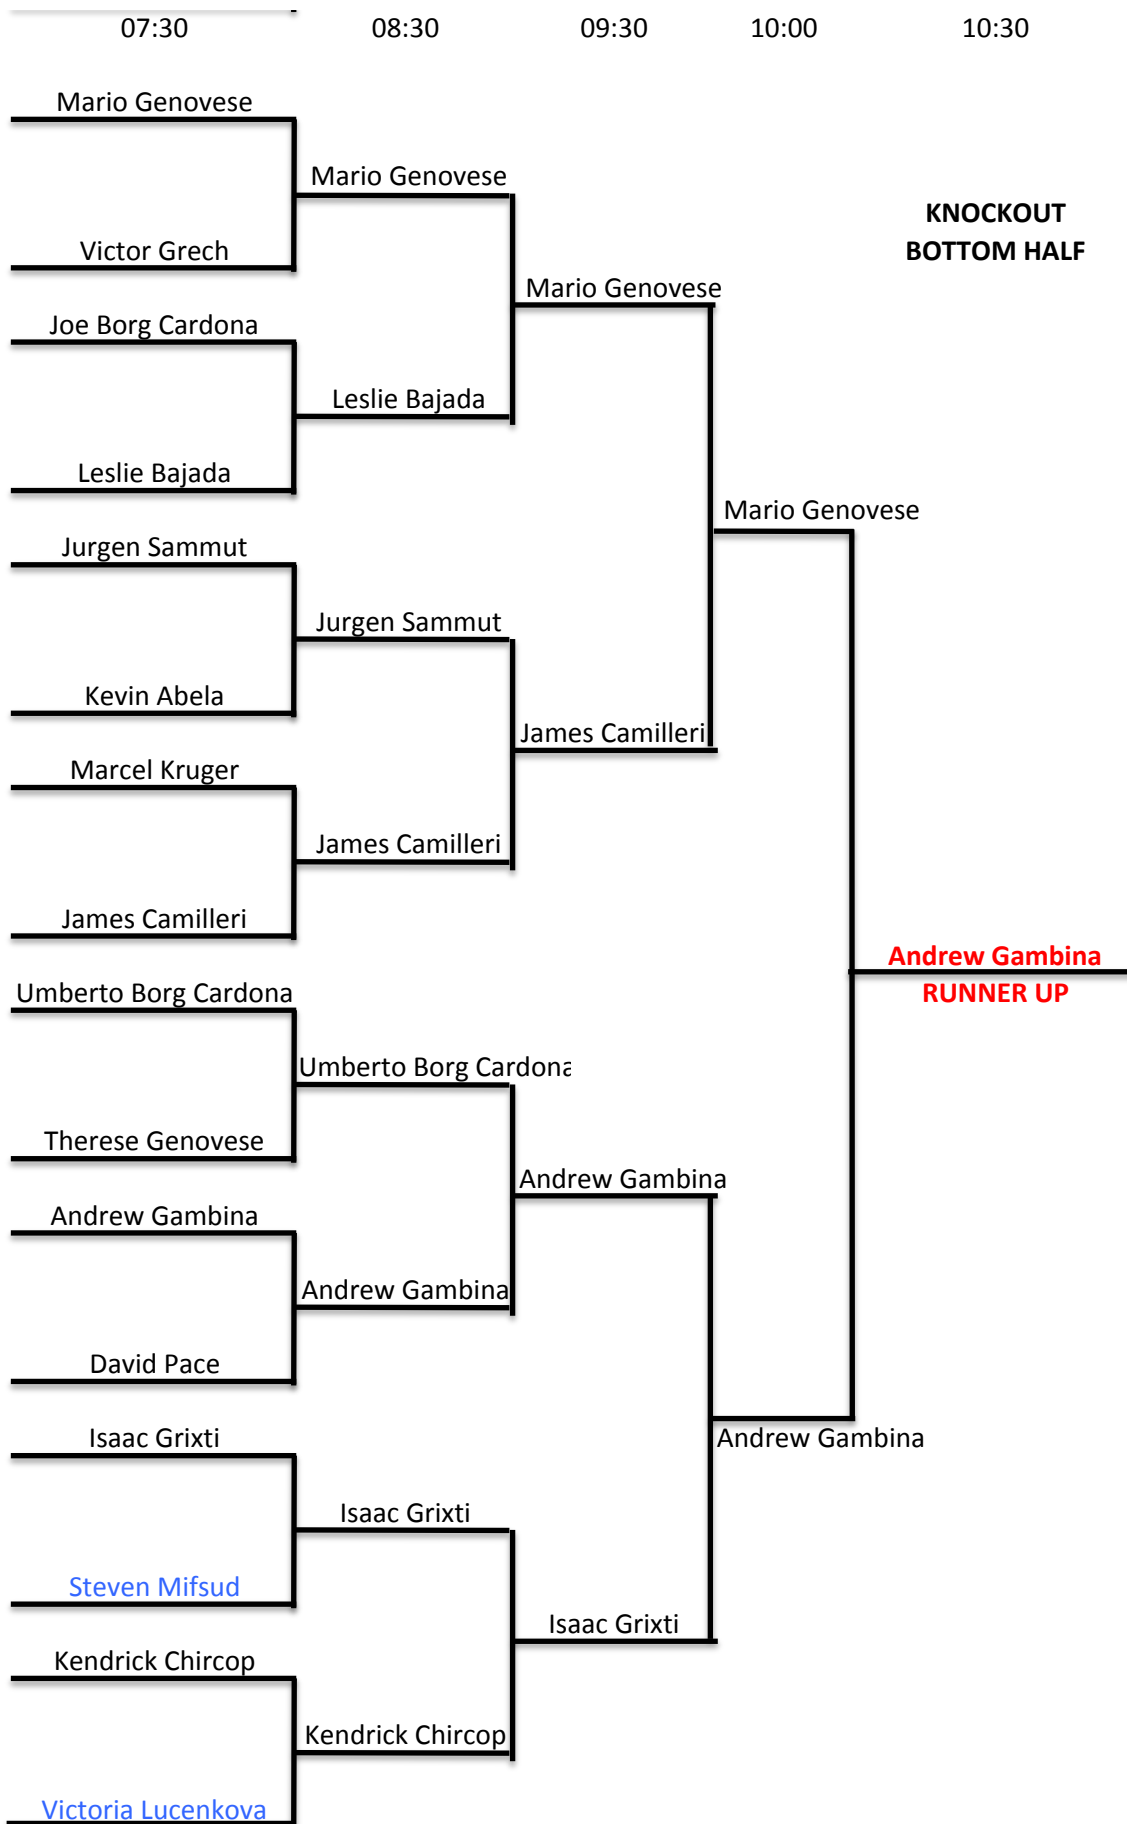 07:30 08:30 09:30 10:00 10:30
Mario Genovese
Mario Genovese
KNOCKOUT
BOTTOM HALF
Victor Grech
Mario Genovese
Joe Borg Cardona
Leslie Bajada
Leslie Bajada
Mario Genovese
Jurgen Sammut
Jurgen Sammut
Kevin Abela
James Camilleri
Marcel Kruger
James Camilleri
James Camilleri
Andrew Gambina
RUNNER UP
Umberto Borg Cardona
Umberto Borg Cardona
Therese Genovese
Andrew Gambina
Andrew Gambina
Andrew Gambina
David Pace
Andrew Gambina
Isaac Grixti
Isaac Grixti
Steven Mifsud
Isaac Grixti
Kendrick Chircop
Kendrick Chircop
Victoria Lucenkova